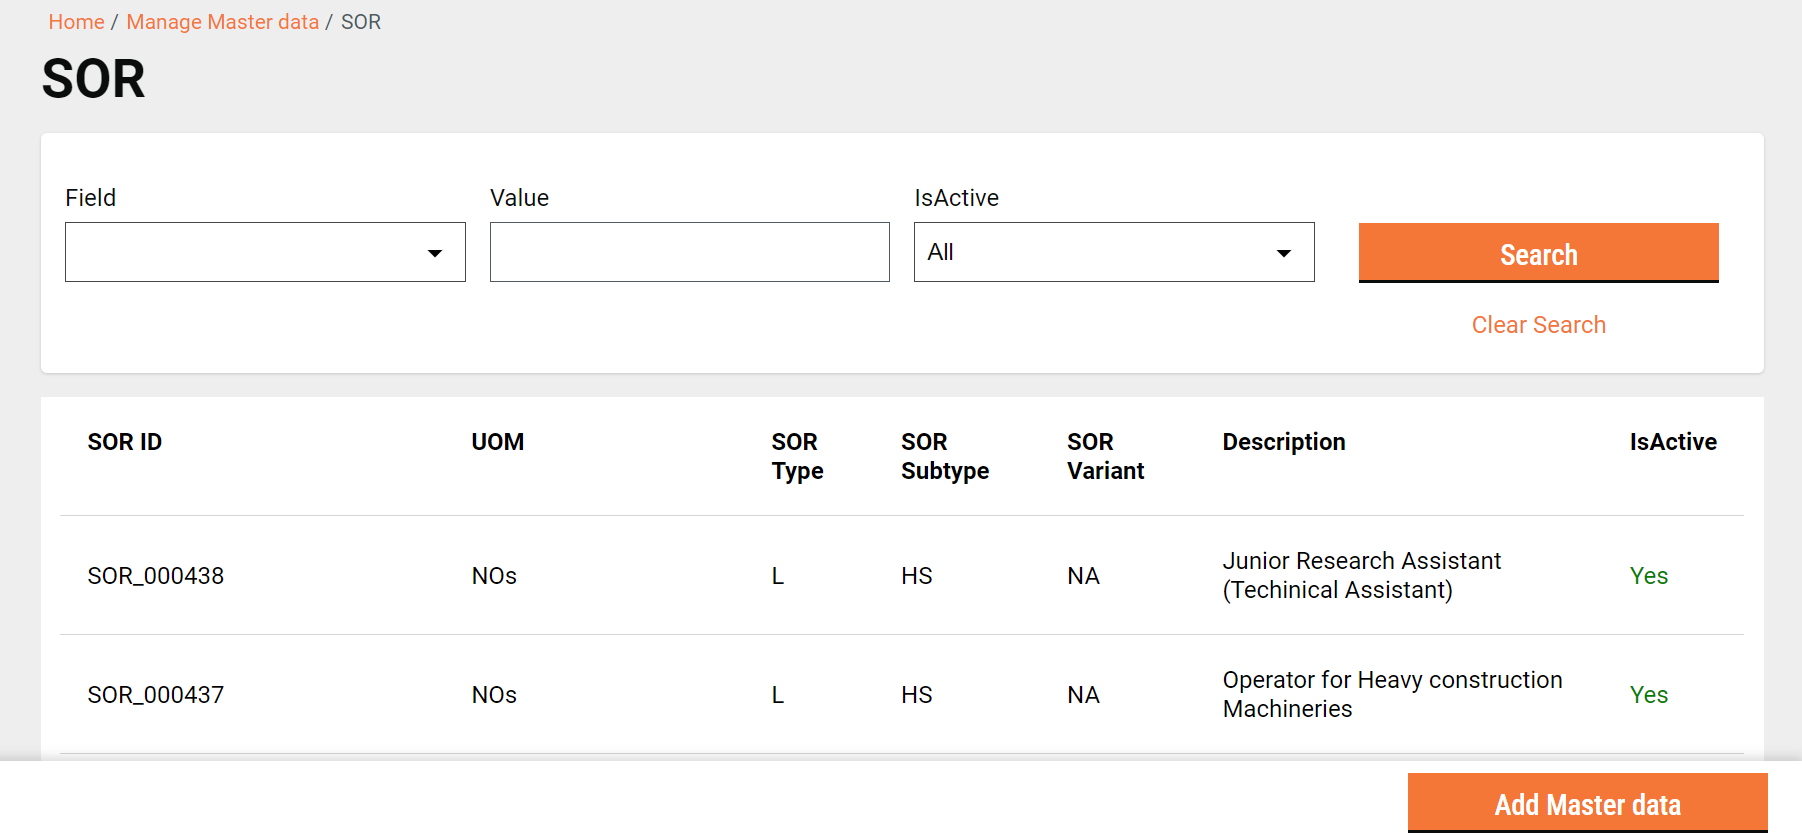 Home / Manage Master data / SOR
SOR
Field Value IsActive
All
Search
Clear Search
SOR ID UOM SOR Type SOR Subtype SOR Variant Description IsActive
SOR_000438 NOs L HS NA Junior Research Assistant (Techinical Assistant) Yes
SOR_000437 NOs L HS NA Operator for Heavy construction Machineries Yes
Add Master data